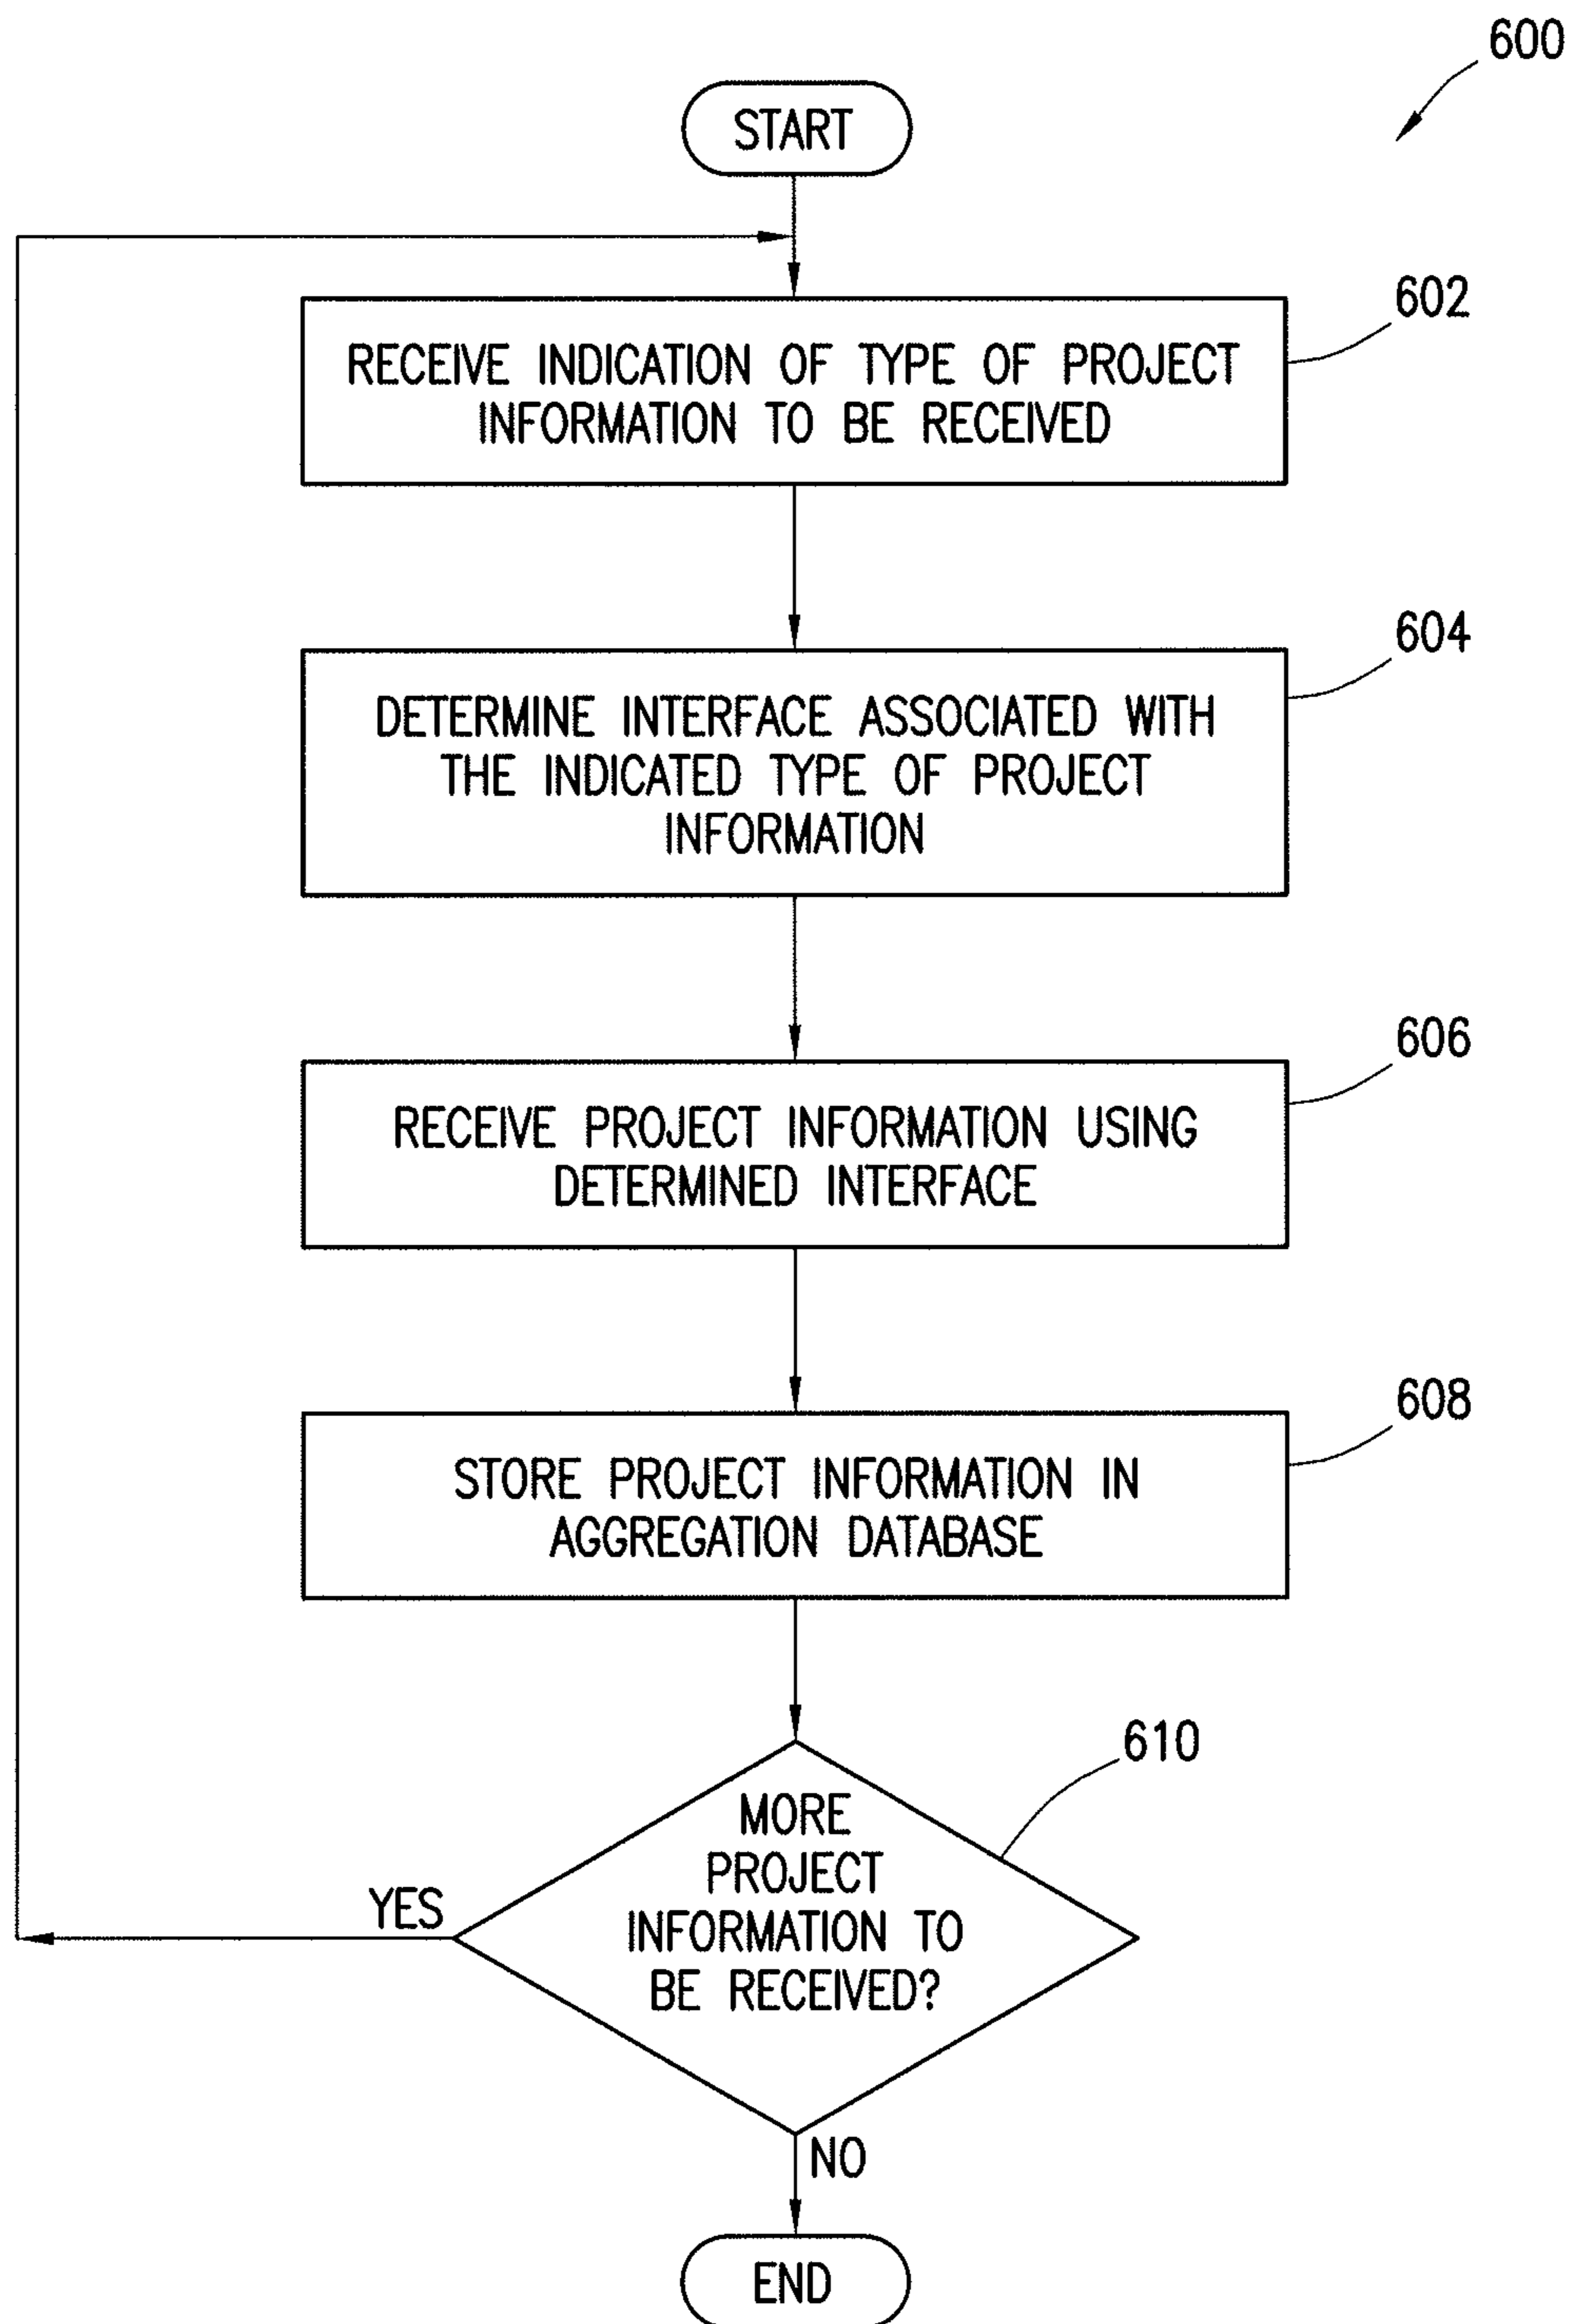 600
START
602
RECEIVE INDICATION OF TYPE OF PROJECT
INFORMATION TO BE RECEIVED
604
DETERMINE INTERFACE ASSOCIATED WITH
THE INDICATED TYPE OF PROJECT
INFORMATION
606
RECEIVE PROJECT INFORMATION USING
DETERMINED INTERFACE
608
STORE PROJECT INFORMATION IN
AGGREGATION DATABASE
610
MORE
PROJECT
INFORMATION TO
BE RECEIVED?
YES
NO
END